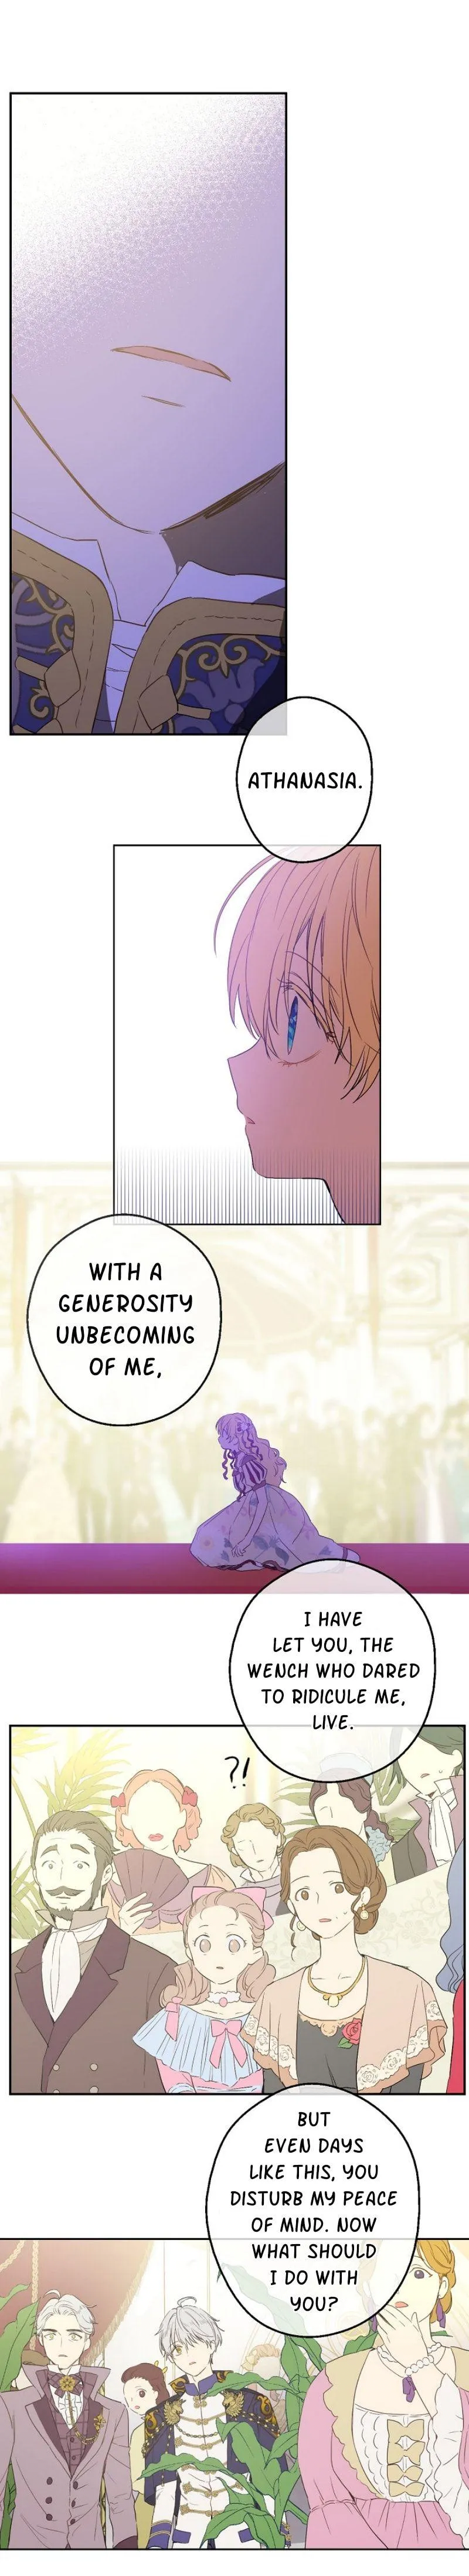 ATHANASIA.
WITH A
GENEROSITY
UNBECOMING
OF ME,
I HAVE
LET YOU, THE
WENCH WHO DARED
TO RIDICULE ME,
LIVE.
?!
BUT
EVEN DAYS
LIKE THIS, YOU
DISTURB MY PEACE
OF MIND. NOW
WHAT SHOULD
I DO WITH
YOU?